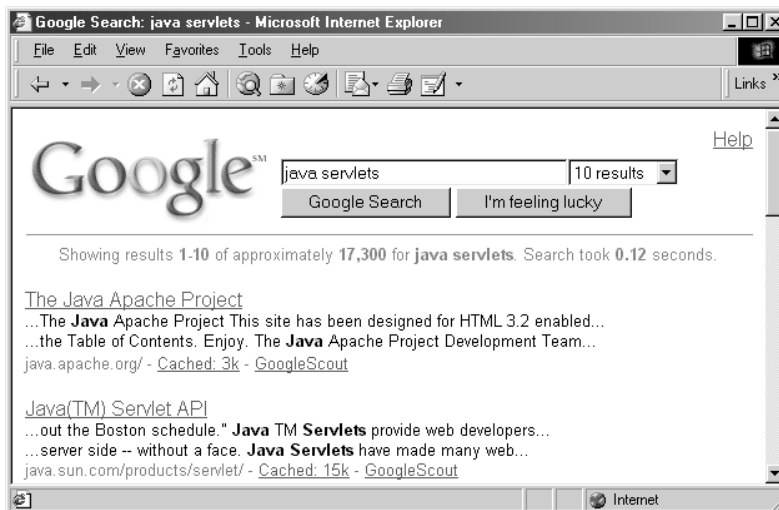 Google Search: java servlets - Microsoft Internet Explorer
File Edit View Favorites Tools Help
Links »
Help
Google SM
java servlets 10 results
Google Search I'm feeling lucky
Showing results 1-10 of approximately 17,300 for java servlets. Search took 0.12 seconds.
The Java Apache Project
...The Java Apache Project This site has been designed for HTML 3.2 enabled...
...the Table of Contents. Enjoy. The Java Apache Project Development Team...
java.apache.org/ - Cached: 3k - GoogleScout
Java(TM) Servlet API
...out the Boston schedule." Java TM Servlets provide web developers...
...server side -- without a face. Java Servlets have made many web...
java.sun.com/products/servlet/ - Cached: 15k - GoogleScout
Internet